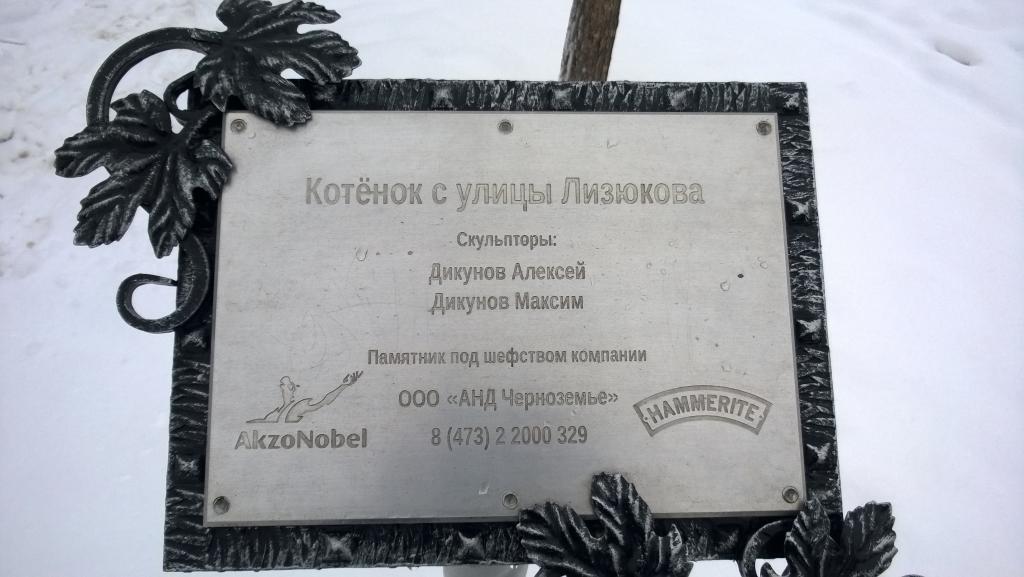 Котёнок с улицы Лизюкова
Скульпторы:
Дикунов Алексей
Дикунов Максим
Памятник под шефством компании
ООО «АНД Черноземье»
8 (473) 2 2000 329
AkzoNobel
HAMMERITE